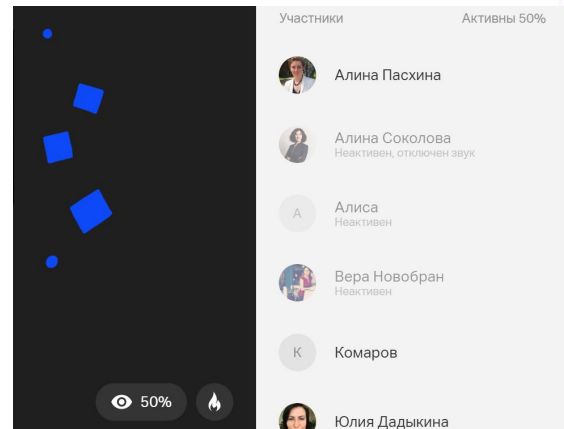 Участники Активны 50%
Алина Пасхина
Алина Соколова
Неактивен, отключен звук
А Алиса
Неактивен
Вера Новобран
Неактивен
К Комаров
50%
Юлия Дадыкина